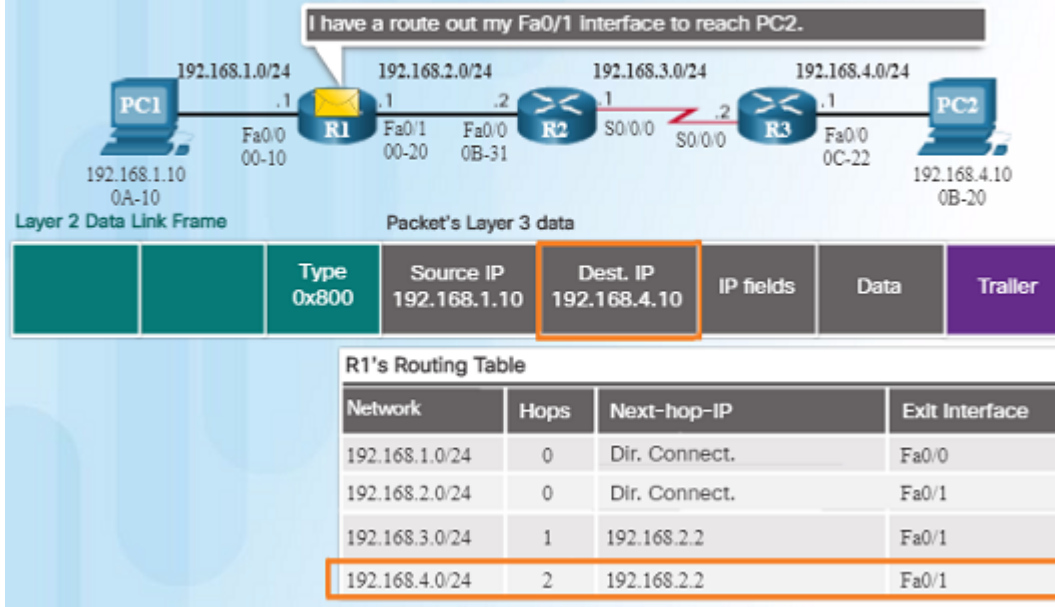 I have a route out my Fa0/1 interface to reach PC2.
192.168.1.0/24 192.168.2.0/24 192.168.3.0/24 192.168.4.0/24
PC1 .1 R1 .1 .2 R2 .1 .2 R3 .1 PC2
Fa0/0 Fa0/1 Fa0/0 S0/0/0 S0/0/0 Fa0/0
00-10 00-20 0B-31 0C-22
192.168.1.10 192.168.4.10
0A-10 0B-20
Layer 2 Data Link Frame Packet's Layer 3 data
Type
0x800
Source IP
192.168.1.10
Dest. IP
192.168.4.10
IP fields
Data
Trailer
R1's Routing Table
Network Hops Next-hop-IP Exit Interface
192.168.1.0/24 0 Dir. Connect. Fa0/0
192.168.2.0/24 0 Dir. Connect. Fa0/1
192.168.3.0/24 1 192.168.2.2 Fa0/1
192.168.4.0/24 2 192.168.2.2 Fa0/1